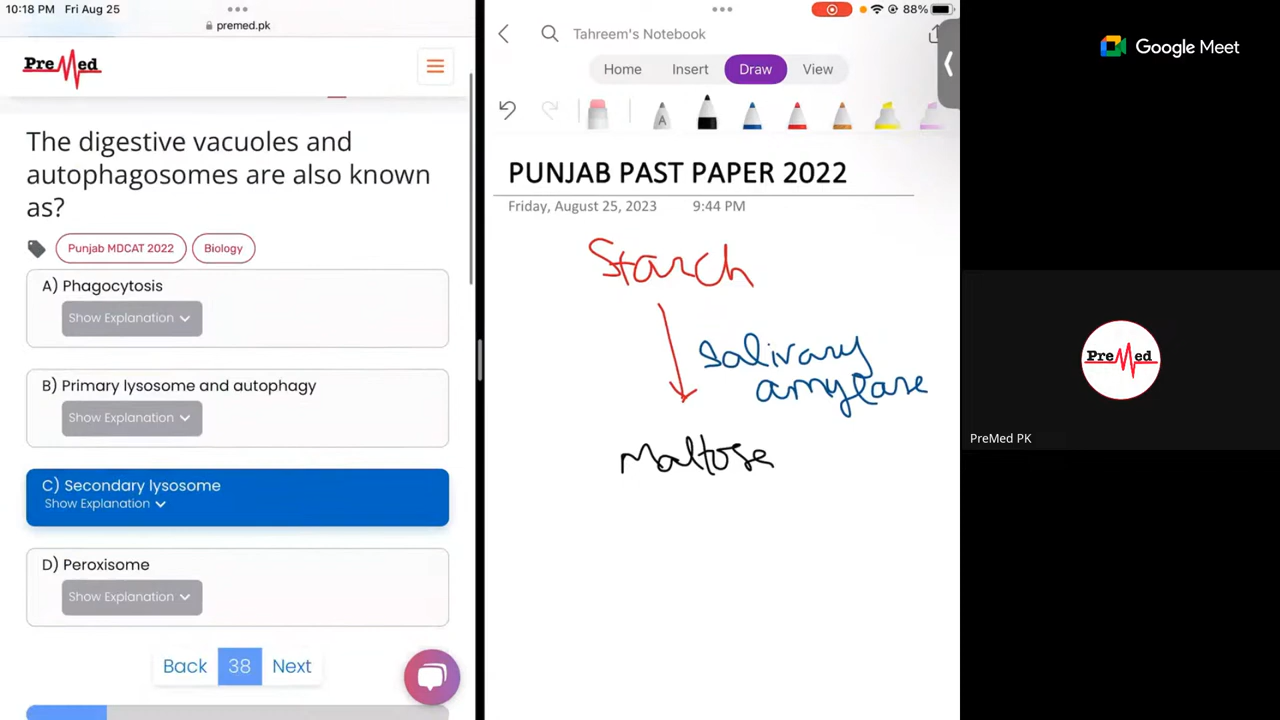 10:18 PM Fri Aug 25
premed.pk
PreMed
The digestive vacuoles and
autophagosomes are also known
as?
Punjab MDCAT 2022
Biology
A) Phagocytosis
Show Explanation
B) Primary lysosome and autophagy
Show Explanation
C) Secondary lysosome
Show Explanation
D) Peroxisome
Show Explanation
Back 38 Next
88%
Tahreem's Notebook
Home Insert Draw View
A
PUNJAB PAST PAPER 2022
Friday, August 25, 2023 9:44 PM
Starch
Salivary
amylase
Maltose
Google Meet
PreMed
PreMed PK